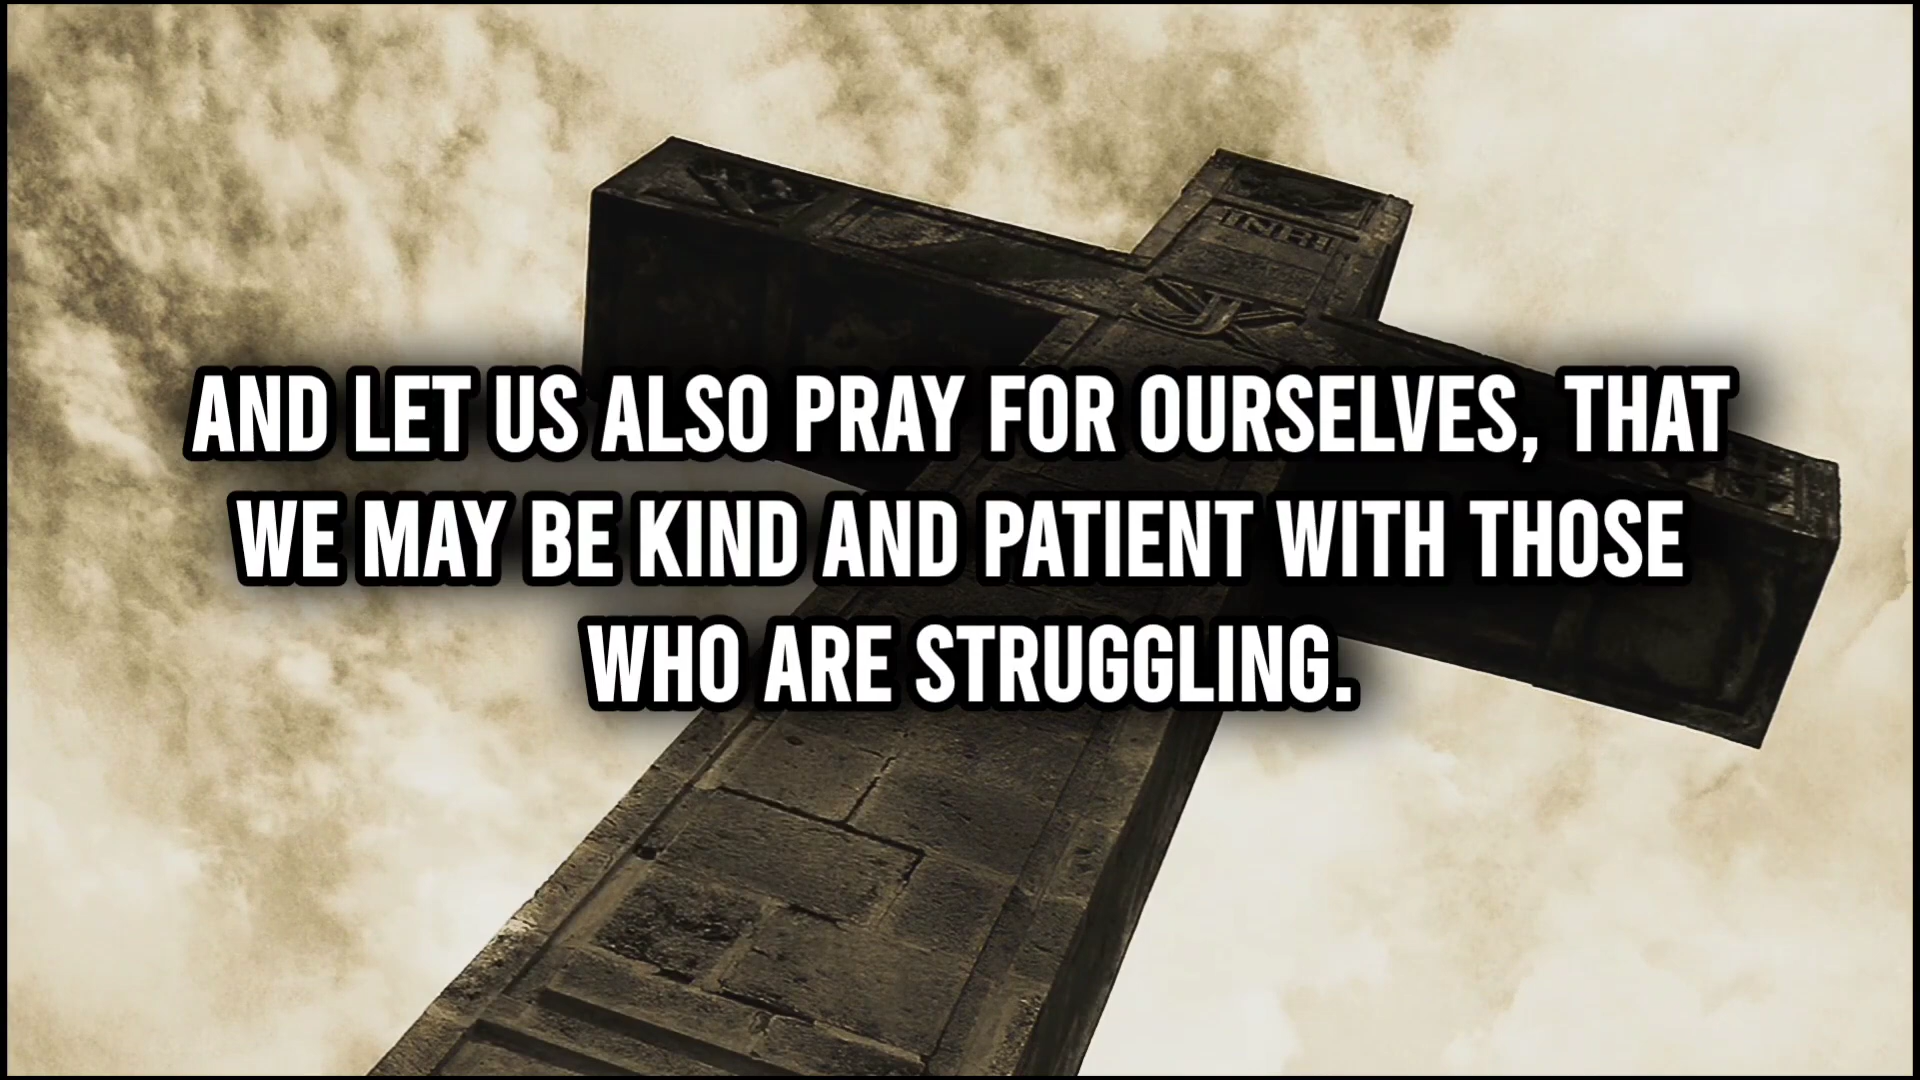 INRI
AND LET US ALSO PRAY FOR OURSELVES, THAT
WE MAY BE KIND AND PATIENT WITH THOSE
WHO ARE STRUGGLING.